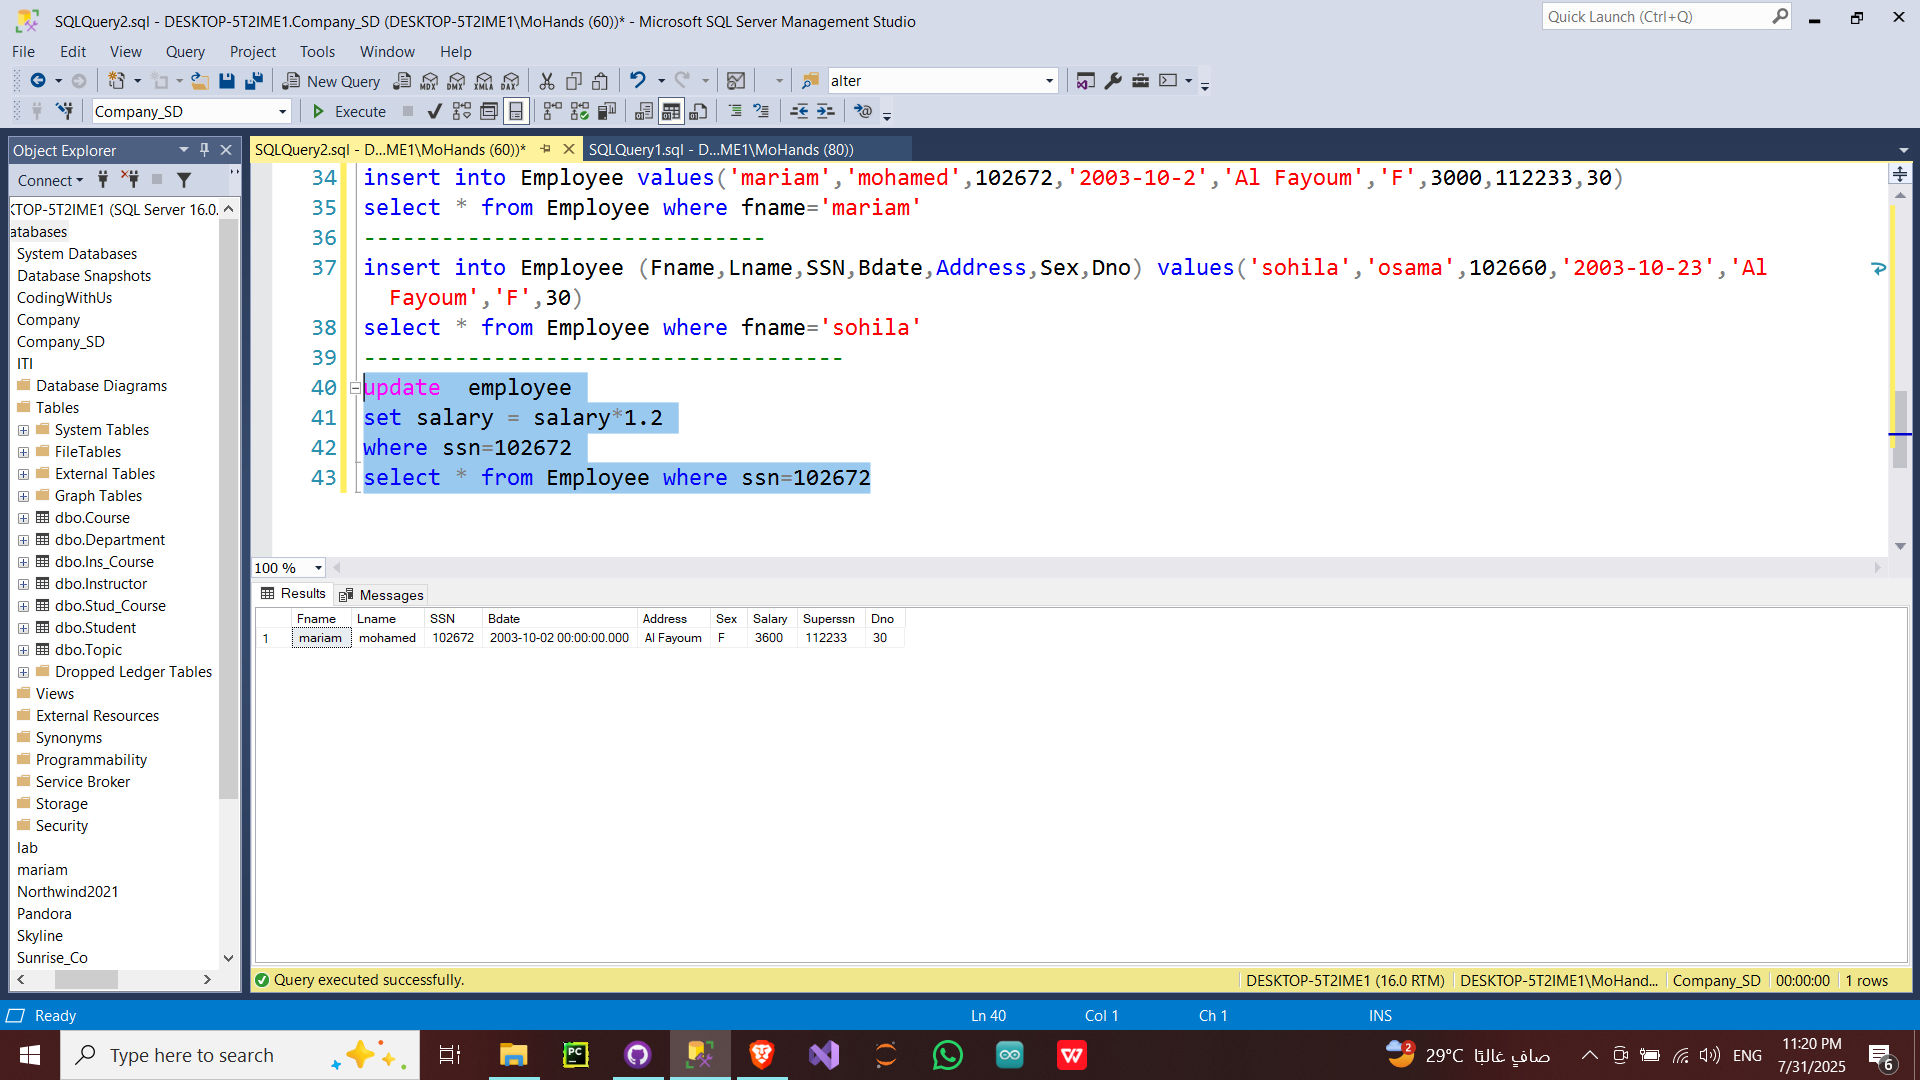 SQLQuery2.sql - DESKTOP-5T2IME1.Company_SD (DESKTOP-5T2IME1\MoHands (60))* - Microsoft SQL Server Management Studio
Quick Launch (Ctrl+Q)
File Edit View Query Project Tools Window Help
New Query MDX DMX XMLA DAX alter
Company_SD Execute
Object Explorer
SQLQuery2.sql - D...ME1\MoHands (60))* SQLQuery1.sql - D...ME1\MoHands (80))
Connect
KTOP-5T2IME1 (SQL Server 16.0.
atabases
System Databases
Database Snapshots
CodingWithUs
Company
Company_SD
ITI
Database Diagrams
Tables
System Tables
FileTables
External Tables
Graph Tables
dbo.Course
dbo.Department
dbo.Ins_Course
dbo.Instructor
dbo.Stud_Course
dbo.Student
dbo.Topic
Dropped Ledger Tables
Views
External Resources
Synonyms
Programmability
Service Broker
Storage
Security
lab
mariam
Northwind2021
Pandora
Skyline
Sunrise_Co
34 insert into Employee values('mariam','mohamed',102672,'2003-10-2','Al Fayoum','F',3000,112233,30)
35 select * from Employee where fname='mariam'
36 -------------------------------
37 insert into Employee (Fname,Lname,SSN,Bdate,Address,Sex,Dno) values('sohila','osama',102660,'2003-10-23','Al
Fayoum','F',30)
38 select * from Employee where fname='sohila'
39 -------------------------------------
40 update  employee
41 set salary = salary*1.2
42 where ssn=102672
43 select * from Employee where ssn=102672
100 %
Results Messages
Fname Lname SSN Bdate Address Sex Salary Superssn Dno
1 mariam mohamed 102672 2003-10-02 00:00:00.000 Al Fayoum F 3600 112233 30
Query executed successfully. DESKTOP-5T2IME1 (16.0 RTM) DESKTOP-5T2IME1\MoHand... Company_SD 00:00:00 1 rows
Ready Ln 40 Col 1 Ch 1 INS
Type here to search PC W 2 29°C صافٍ غالبًا ENG 11:20 PM
7/31/2025 6